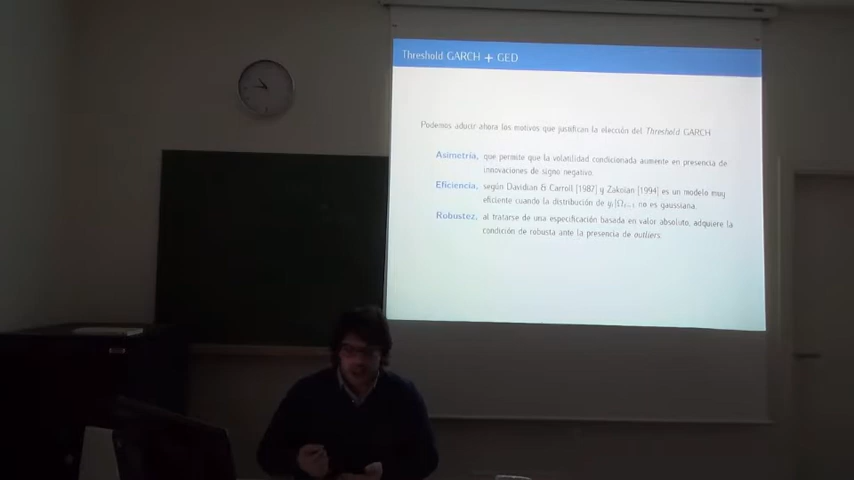 Threshold GARCH + GED
Podemos aducir ahora los motivos que justifican la elección del Threshold GARCH
Asimetría, que permite que la volatilidad condicionada aumente en presencia de
innovaciones de signo negativo.
Eficiencia, según Davidian & Carroll [1987] y Zakoian [1994] es un modelo muy
eficiente cuando la distribución de yₜ|Ωₜ₋₁ no es gaussiana.
Robustez, al tratarse de una especificación basada en valor absoluto, adquiere la
condición de robusta ante la presencia de outliers.